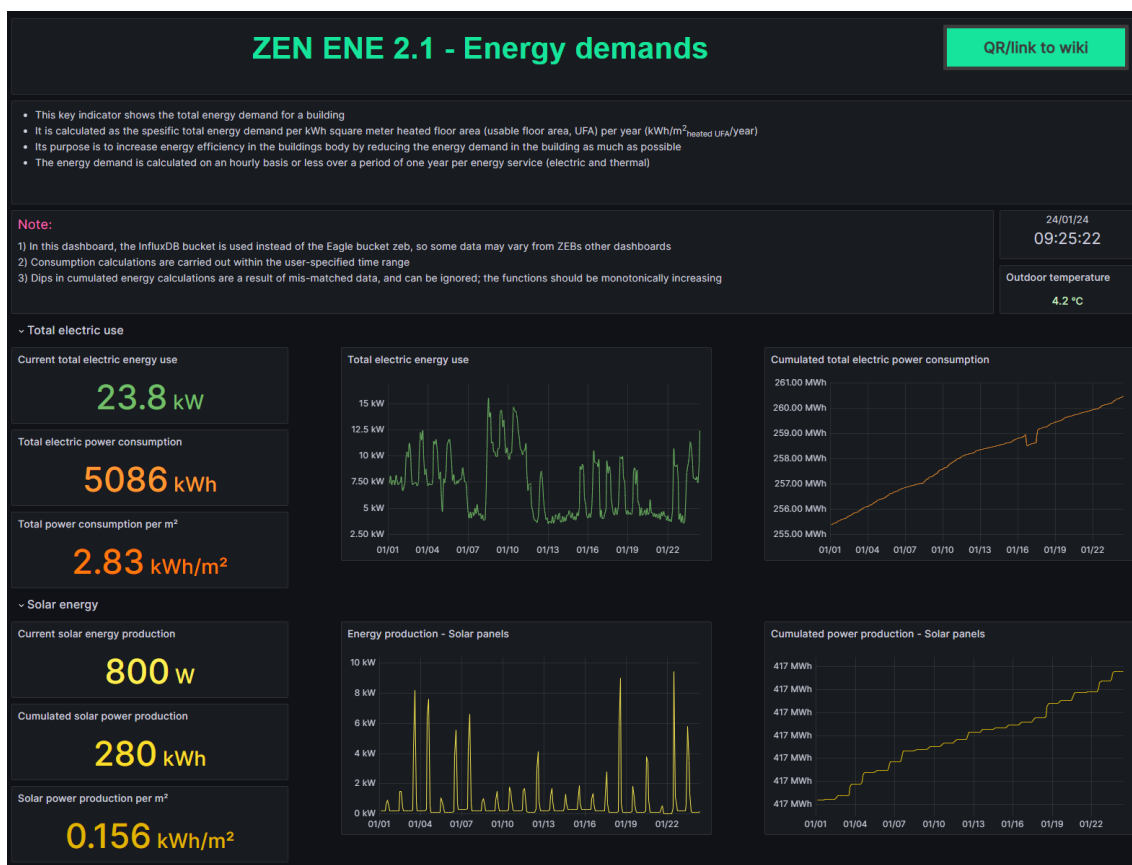 ZEN ENE 2.1 - Energy demands
QR/link to wiki
• This key indicator shows the total energy demand for a building
• It is calculated as the spesific total energy demand per kWh square meter heated floor area (usable floor area, UFA) per year (kWh/m²heated UFA/year)
• Its purpose is to increase energy efficiency in the buildings body by reducing the energy demand in the building as much as possible
• The energy demand is calculated on an hourly basis or less over a period of one year per energy service (electric and thermal)
Note:
1) In this dashboard, the InfluxDB bucket is used instead of the Eagle bucket zeb, so some data may vary from ZEBs other dashboards
2) Consumption calculations are carried out within the user-specified time range
3) Dips in cumulated energy calculations are a result of mis-matched data, and can be ignored; the functions should be monotonically increasing
24/01/24
09:25:22
Outdoor temperature
4.2 °C
Total electric use
Current total electric energy use
23.8 kW
Total electric power consumption
5086 kWh
Total power consumption per m²
2.83 kWh/m²
Total electric energy use
15 kW
12.5 kW
10 kW
7.50 kW
5 kW
2.50 kW
01/01 01/04 01/07 01/10 01/13 01/16 01/19 01/22
Cumulated total electric power consumption
261.00 MWh
260.00 MWh
259.00 MWh
258.00 MWh
257.00 MWh
256.00 MWh
255.00 MWh
01/01 01/04 01/07 01/10 01/13 01/16 01/19 01/22
Solar energy
Current solar energy production
800 W
Cumulated solar power production
280 kWh
Solar power production per m²
0.156 kWh/m²
Energy production - Solar panels
10 kW
8 kW
6 kW
4 kW
2 kW
0 kW
01/01 01/04 01/07 01/10 01/13 01/16 01/19 01/22
Cumulated power production - Solar panels
417 MWh
417 MWh
417 MWh
417 MWh
417 MWh
417 MWh
417 MWh
01/01 01/04 01/07 01/10 01/13 01/16 01/19 01/22